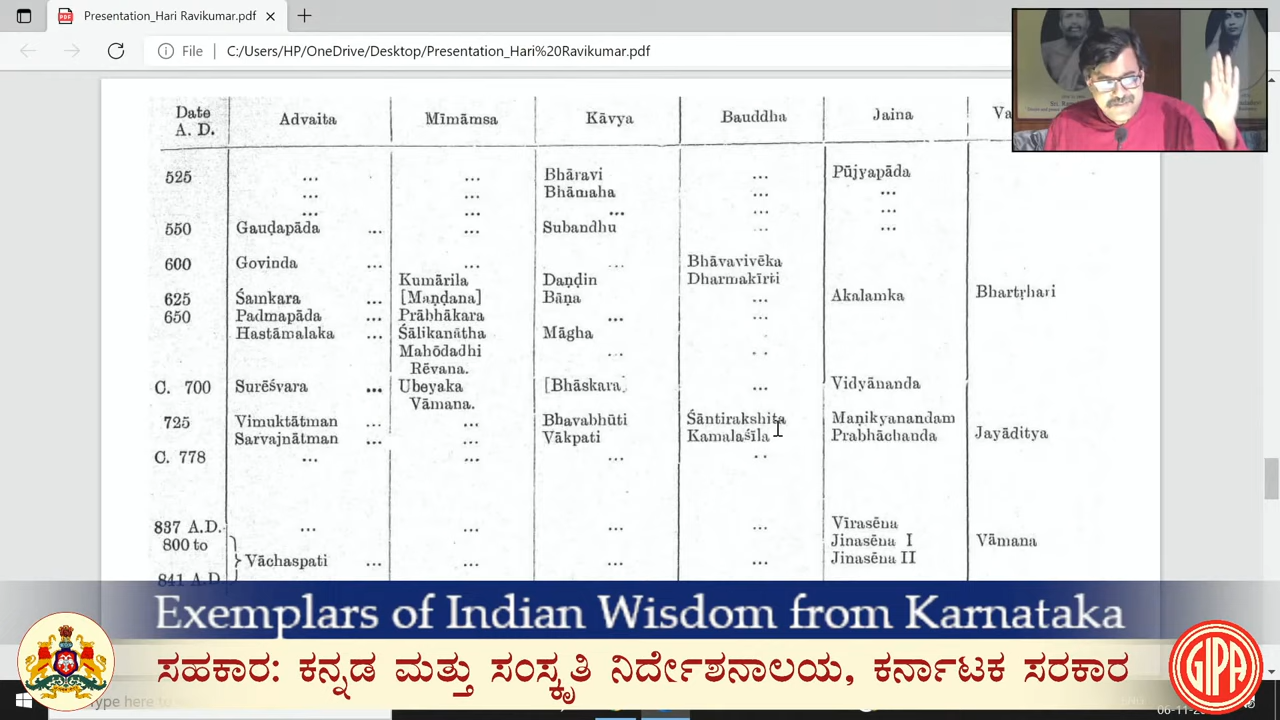 Presentation_Hari Ravikumar.pdf
File C:/Users/HP/OneDrive/Desktop/Presentation_Hari%20Ravikumar.pdf
Date A. D. Advaita Mīmāmsa Kāvya Bauddha Jaina
525 ... ... Bhāravi ... Pūjyapāda
... ... Bhāmaha ... ...
... ... ... ... ...
550 Gauḍapāda ... ... Subandhu ... ...
600 Govinda ... ... ... Bhāvavivēka
Kumārila Daṇḍin Dharmakīrti
625 Śaṁkara ... [Maṇdana] Bāṇa ... Akalamka Bhartṛhari
650 Padmapāda ... Prābhākara ... ...
Hastāmalaka ... Śālikanātha Māgha ..
Mahōdadhi .. ..
Rēvana.
C. 700 Surēśvara ... Ubeyaka [Bhāskara] ... Vidyānanda
Vāmana.
725 Vimuktātman ... ... Bhavabhūti Śāntirakshita Maṇikyanandam
Sarvajnātman ... ... Vākpati Kamalaśīla Prabhāchanda Jayāditya
C. 778 ... ... ... ..
837 A.D. ... ... ... ... Vīrasēna
800 to Jinasēna I Vāmana
Vāchaspati ... ... ... ... Jinasēna II
841 A.D.
Exemplars of Indian Wisdom from Karnataka
ಸಹಕಾರ: ಕನ್ನಡ ಮತ್ತು ಸಂಸ್ಕೃತಿ ನಿರ್ದೇಶನಾಲಯ, ಕರ್ನಾಟಕ ಸರಕಾರ
GIPA